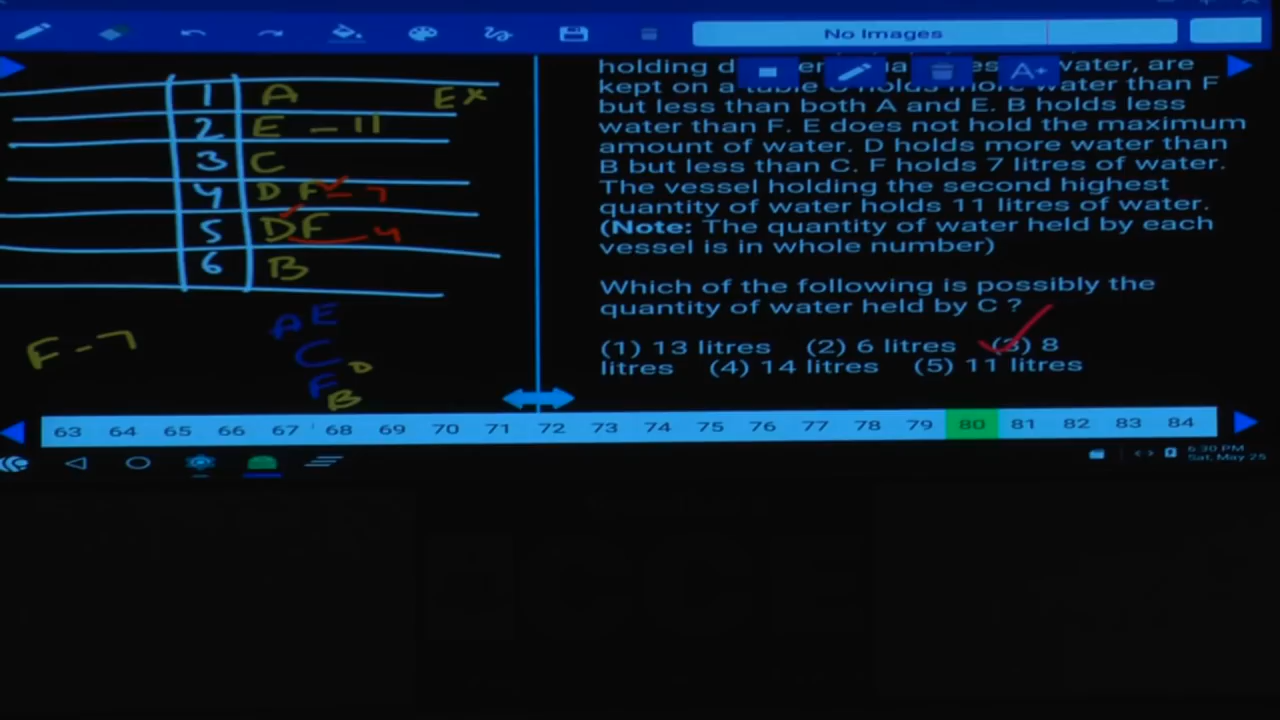 No Images
1 A E x
2 E - 11
3 C
4 D F - 7
5 D F 4
6 B
F - 7
A E
C D
F B
holding water, are
kept on a table C holds more water than F
but less than both A and E. B holds less
water than F. E does not hold the maximum
amount of water. D holds more water than
B but less than C. F holds 7 litres of water.
The vessel holding the second highest
quantity of water holds 11 litres of water.
(Note: The quantity of water held by each
vessel is in whole number)
Which of the following is possibly the
quantity of water held by C ?
(1) 13 litres (2) 6 litres (3) 8
litres (4) 14 litres (5) 11 litres
A+
63 64 65 66 67 68 69 70 71 72 73 74 75 76 77 78 79 80 81 82 83 84
6:30 PM
Sat, May 25